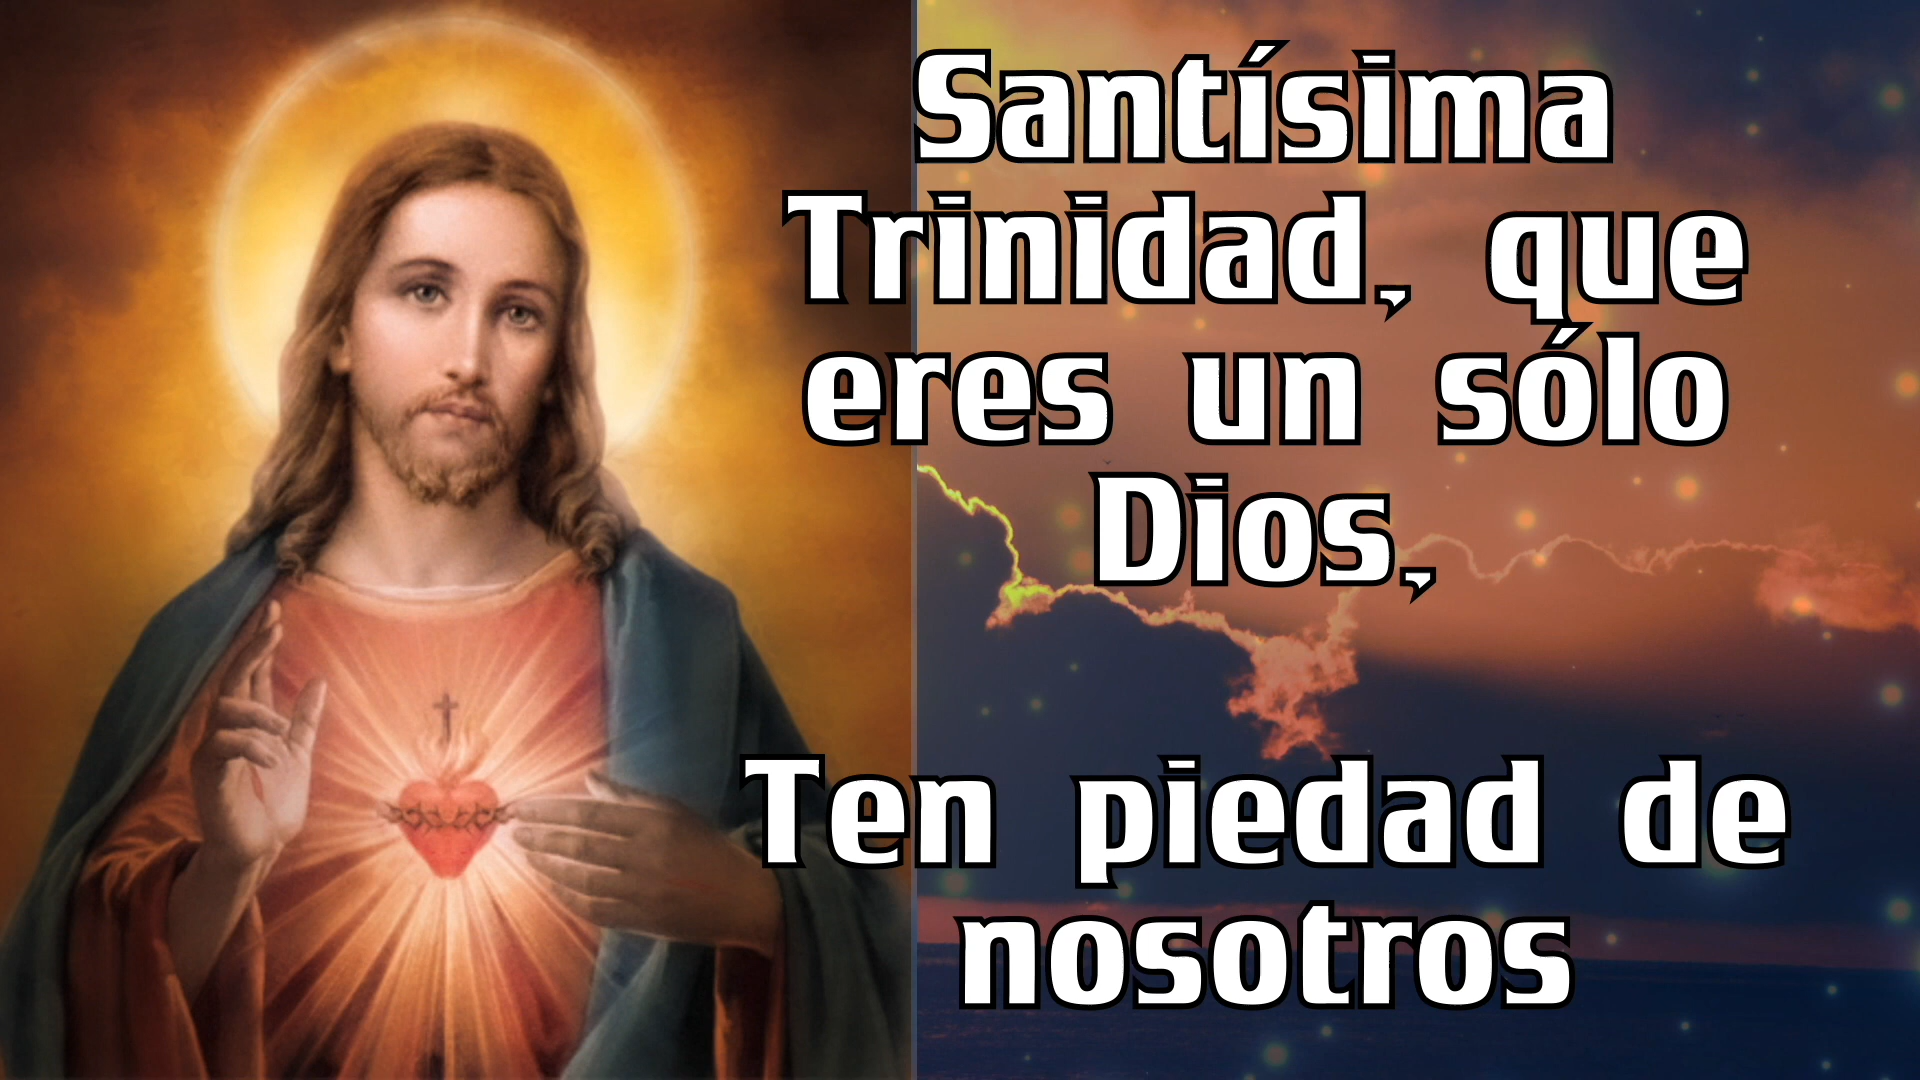 Santísima
Trinidad, que
eres un sólo
Dios,
Ten piedad de
nosotros